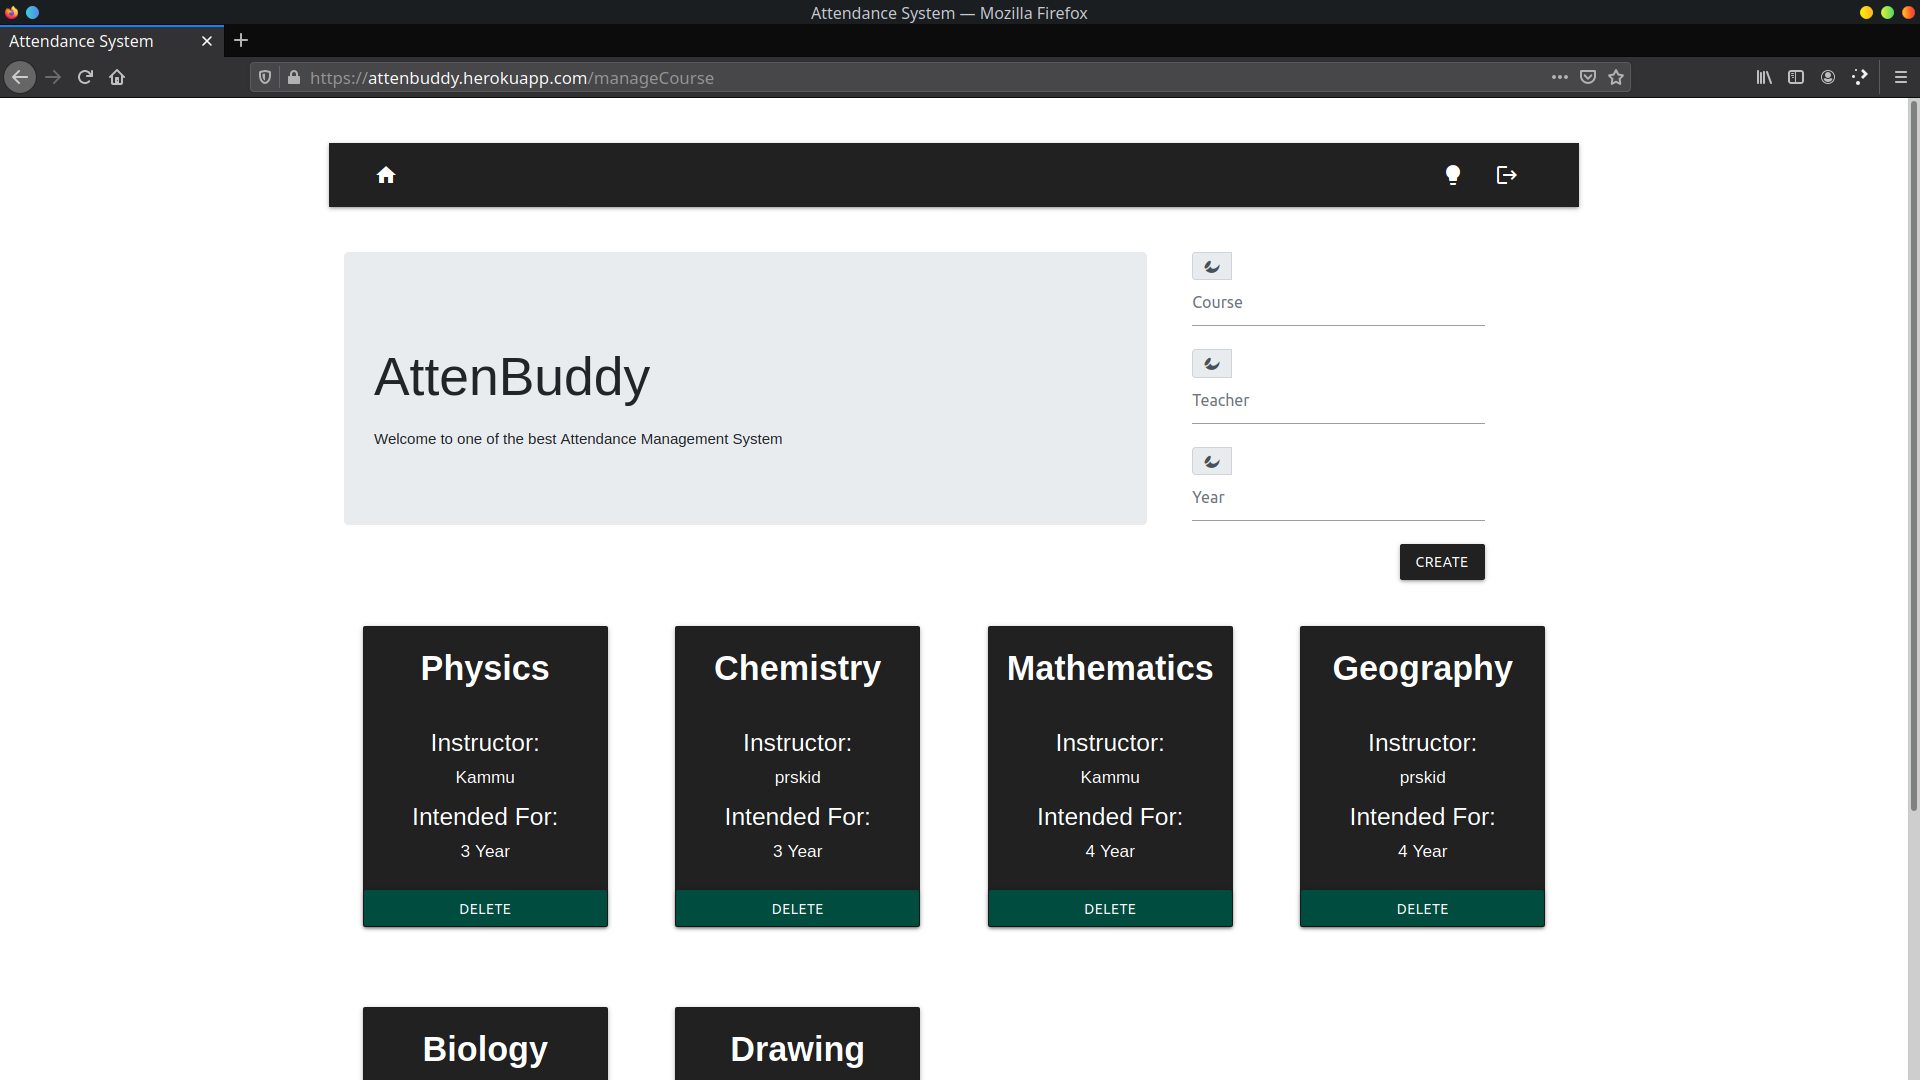 Attendance System — Mozilla Firefox
Attendance System
https://attenbuddy.herokuapp.com/manageCourse
AttenBuddy
Welcome to one of the best Attendance Management System
Course
Teacher
Year
CREATE
Physics
Instructor:
Kammu
Intended For:
3 Year
DELETE
Chemistry
Instructor:
prskid
Intended For:
3 Year
DELETE
Mathematics
Instructor:
Kammu
Intended For:
4 Year
DELETE
Geography
Instructor:
prskid
Intended For:
4 Year
DELETE
Biology
Drawing